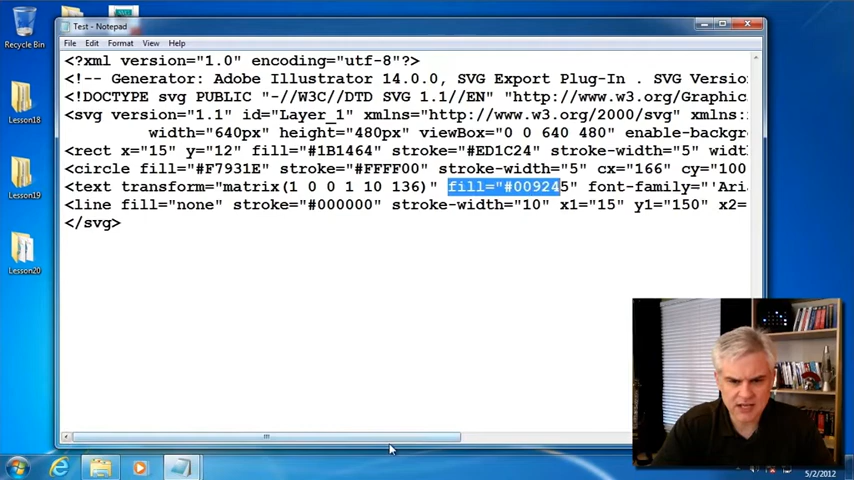 Test - Notepad
File Edit Format View Help
Recycle Bin
Lesson18
Lesson19
Lesson20
<?xml version="1.0" encoding="utf-8"?>
<!-- Generator: Adobe Illustrator 14.0.0, SVG Export Plug-In . SVG Versio
<!DOCTYPE svg PUBLIC "-//W3C//DTD SVG 1.1//EN" "http://www.w3.org/Graphic
<svg version="1.1" id="Layer_1" xmlns="http://www.w3.org/2000/svg" xmlns:
width="640px" height="480px" viewBox="0 0 640 480" enable-backgr
<rect x="15" y="12" fill="#1B1464" stroke="#ED1C24" stroke-width="5" widt
<circle fill="#F7931E" stroke="#FFFF00" stroke-width="5" cx="166" cy="100
<text transform="matrix(1 0 0 1 10 136)" fill="#009245" font-family="'Ari
<line fill="none" stroke="#000000" stroke-width="10" x1="15" y1="150" x2=
</svg>
5/2/2012